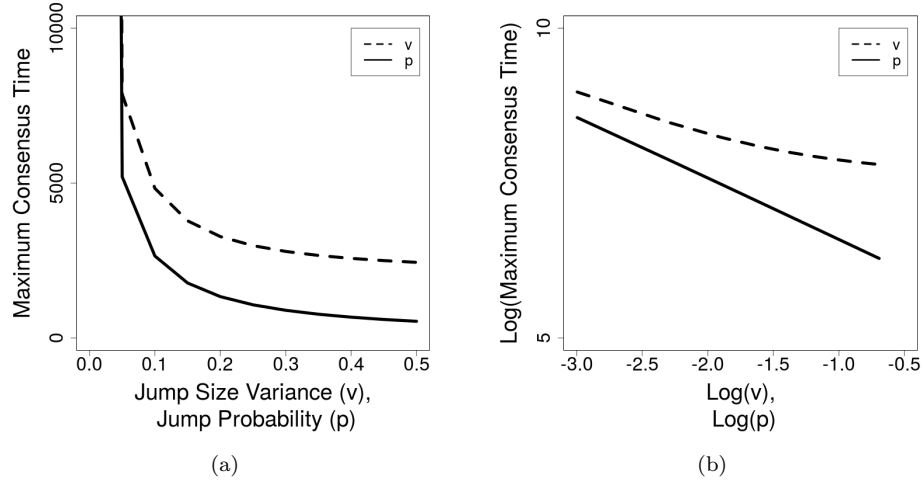 Maximum Consensus Time
10000
5000
0
v
p
0.0 0.1 0.2 0.3 0.4 0.5
Jump Size Variance (v),
Jump Probability (p)
(a)
Log(Maximum Consensus Time)
10
5
v
p
-3.0 -2.5 -2.0 -1.5 -1.0 -0.5
Log(v),
Log(p)
(b)